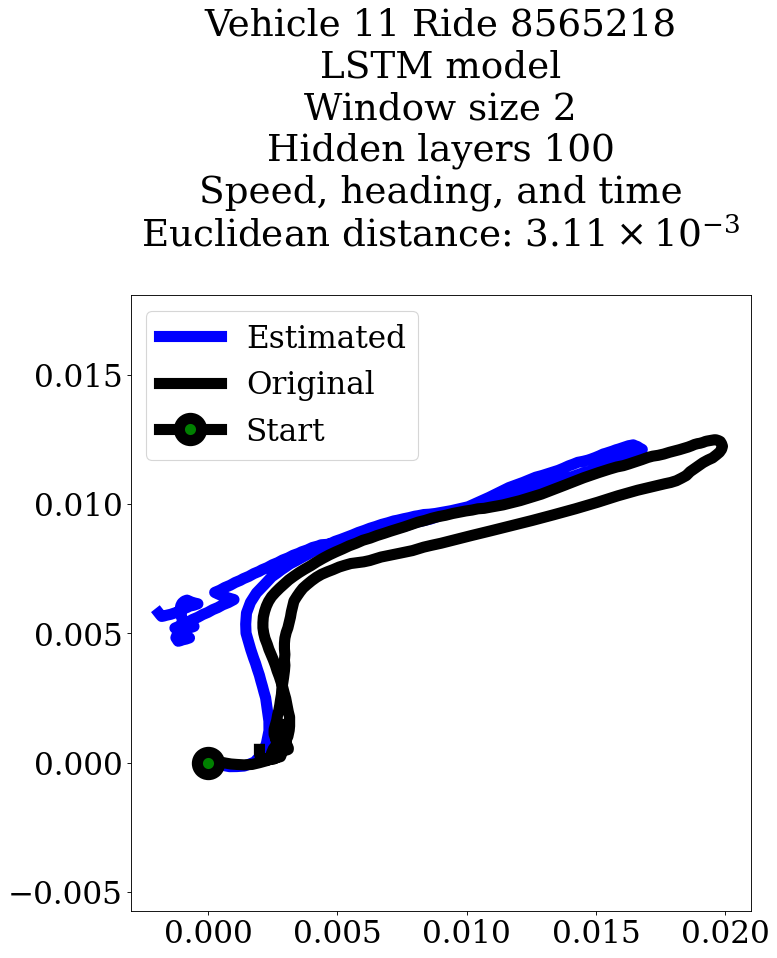 Vehicle 11 Ride 8565218
LSTM model
Window size 2
Hidden layers 100
Speed, heading, and time
Euclidean distance: 3.11 × 10⁻³
Estimated
Original
Start
0.015
0.010
0.005
0.000
−0.005
0.000 0.005 0.010 0.015 0.020